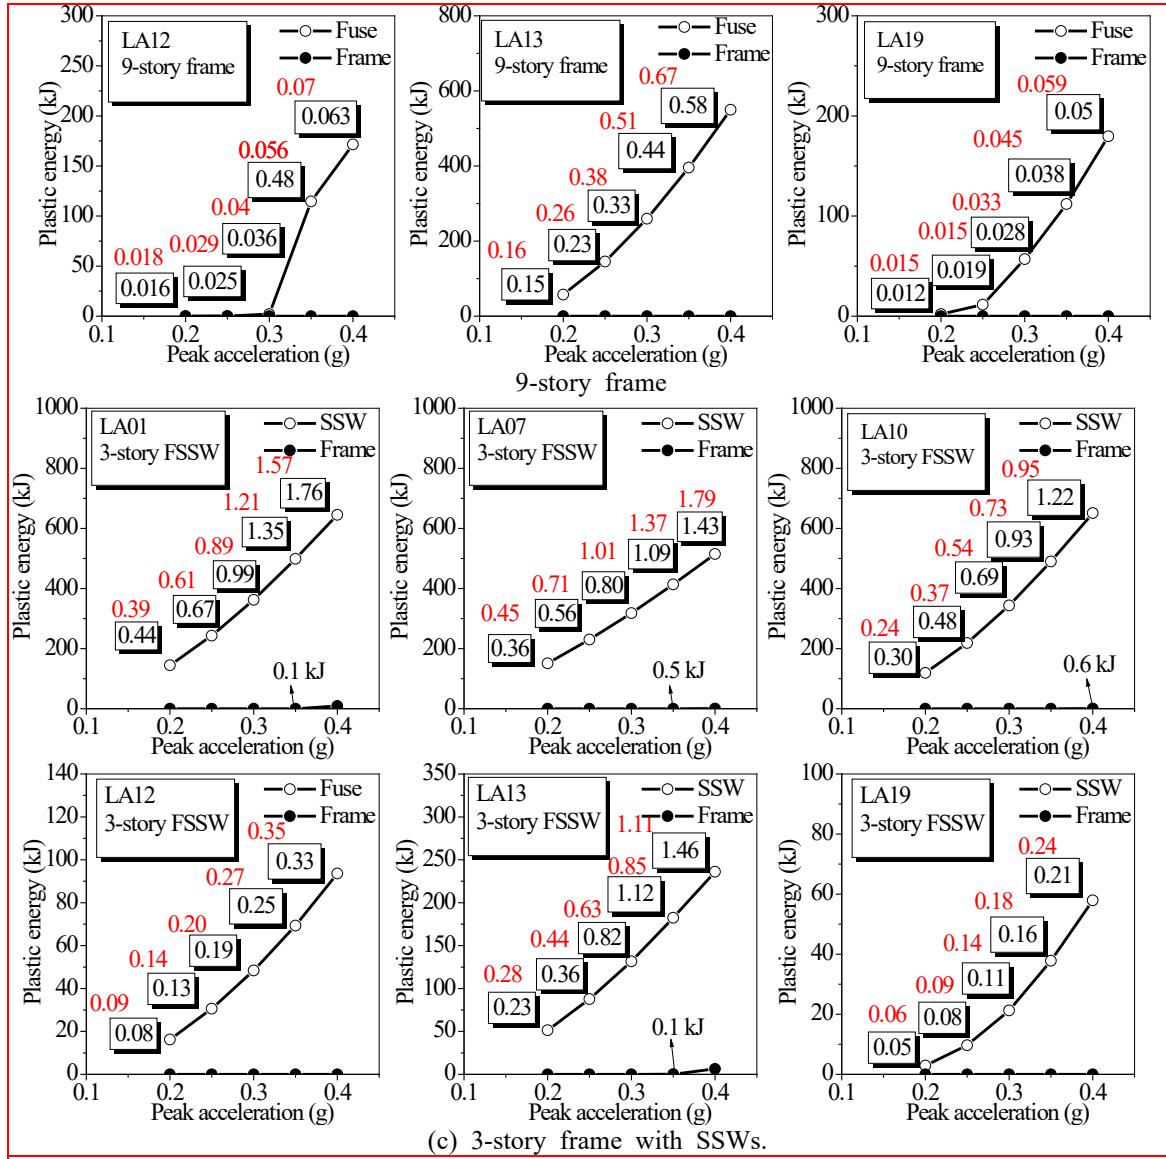 LA12
9-story frame
Fuse
Frame
0.07
0.063
0.056
0.48
0.04
0.036
0.029
0.025
0.018
0.016
300
250
200
150
100
50
0
0.1 0.2 0.3 0.4
Plastic energy (kJ)
Peak acceleration (g)
LA13
9-story frame
Fuse
Frame
0.67
0.58
0.51
0.44
0.38
0.33
0.26
0.23
0.16
0.15
800
600
400
200
0
0.1 0.2 0.3 0.4
Plastic energy (kJ)
Peak acceleration (g)
LA19
9-story frame
Fuse
Frame
0.059
0.05
0.045
0.038
0.033
0.028
0.015
0.019
0.015
0.012
300
200
100
0
0.1 0.2 0.3 0.4
Plastic energy (kJ)
Peak acceleration (g)
9-story frame
LA01
3-story FSSW
SSW
Frame
1.57
1.76
1.21
1.35
0.89
0.99
0.61
0.67
0.39
0.44
0.1 kJ
1000
800
600
400
200
0
0.1 0.2 0.3 0.4
Plastic energy (kJ)
Peak acceleration (g)
LA07
3-story FSSW
SSW
Frame
1.79
1.43
1.37
1.09
1.01
0.80
0.71
0.56
0.45
0.36
0.5 kJ
1000
800
600
400
200
0
0.1 0.2 0.3 0.4
Plastic energy (kJ)
Peak acceleration (g)
LA10
3-story FSSW
SSW
Frame
0.95
1.22
0.73
0.93
0.54
0.69
0.37
0.48
0.24
0.30
0.6 kJ
1000
800
600
400
200
0
0.1 0.2 0.3 0.4
Plastic energy (kJ)
Peak acceleration (g)
LA12
3-story FSSW
Fuse
Frame
0.35
0.33
0.27
0.25
0.20
0.19
0.14
0.13
0.09
0.08
140
120
100
80
60
40
20
0
0.1 0.2 0.3 0.4
Plastic energy (kJ)
Peak acceleration (g)
LA13
3-story FSSW
SSW
Frame
1.11
1.46
0.85
1.12
0.63
0.82
0.44
0.36
0.28
0.23
0.1 kJ
350
300
250
200
150
100
50
0
0.1 0.2 0.3 0.4
Plastic energy (kJ)
Peak acceleration (g)
LA19
3-story FSSW
SSW
Frame
0.24
0.21
0.18
0.16
0.14
0.11
0.09
0.08
0.06
0.05
100
80
60
40
20
0
0.1 0.2 0.3 0.4
Plastic energy (kJ)
Peak acceleration (g)
(c) 3-story frame with SSWs.